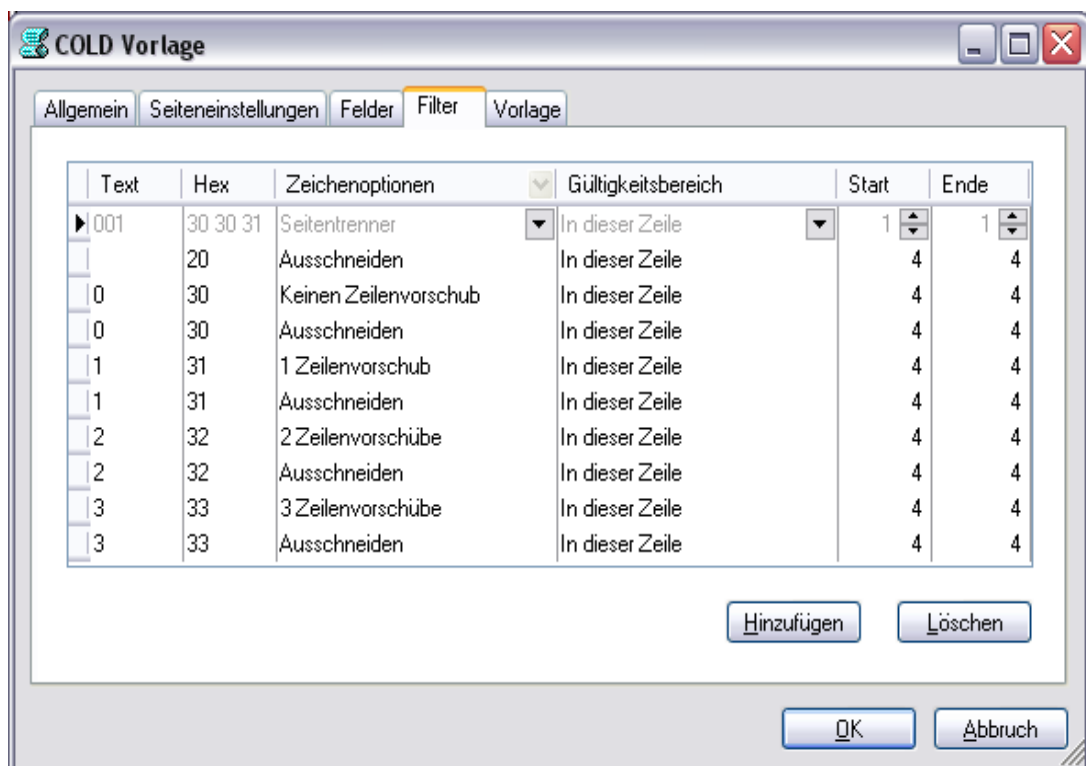 COLD Vorlage
Allgemein Seiteneinstellungen Felder Filter Vorlage
Text Hex Zeichenoptionen Gültigkeitsbereich Start Ende
001 30 30 31 Seitentrenner In dieser Zeile 1 1
20 Ausschneiden In dieser Zeile 4 4
0 30 Keinen Zeilenvorschub In dieser Zeile 4 4
0 30 Ausschneiden In dieser Zeile 4 4
1 31 1 Zeilenvorschub In dieser Zeile 4 4
1 31 Ausschneiden In dieser Zeile 4 4
2 32 2 Zeilenvorschübe In dieser Zeile 4 4
2 32 Ausschneiden In dieser Zeile 4 4
3 33 3 Zeilenvorschübe In dieser Zeile 4 4
3 33 Ausschneiden In dieser Zeile 4 4
Hinzufügen Löschen
OK Abbruch